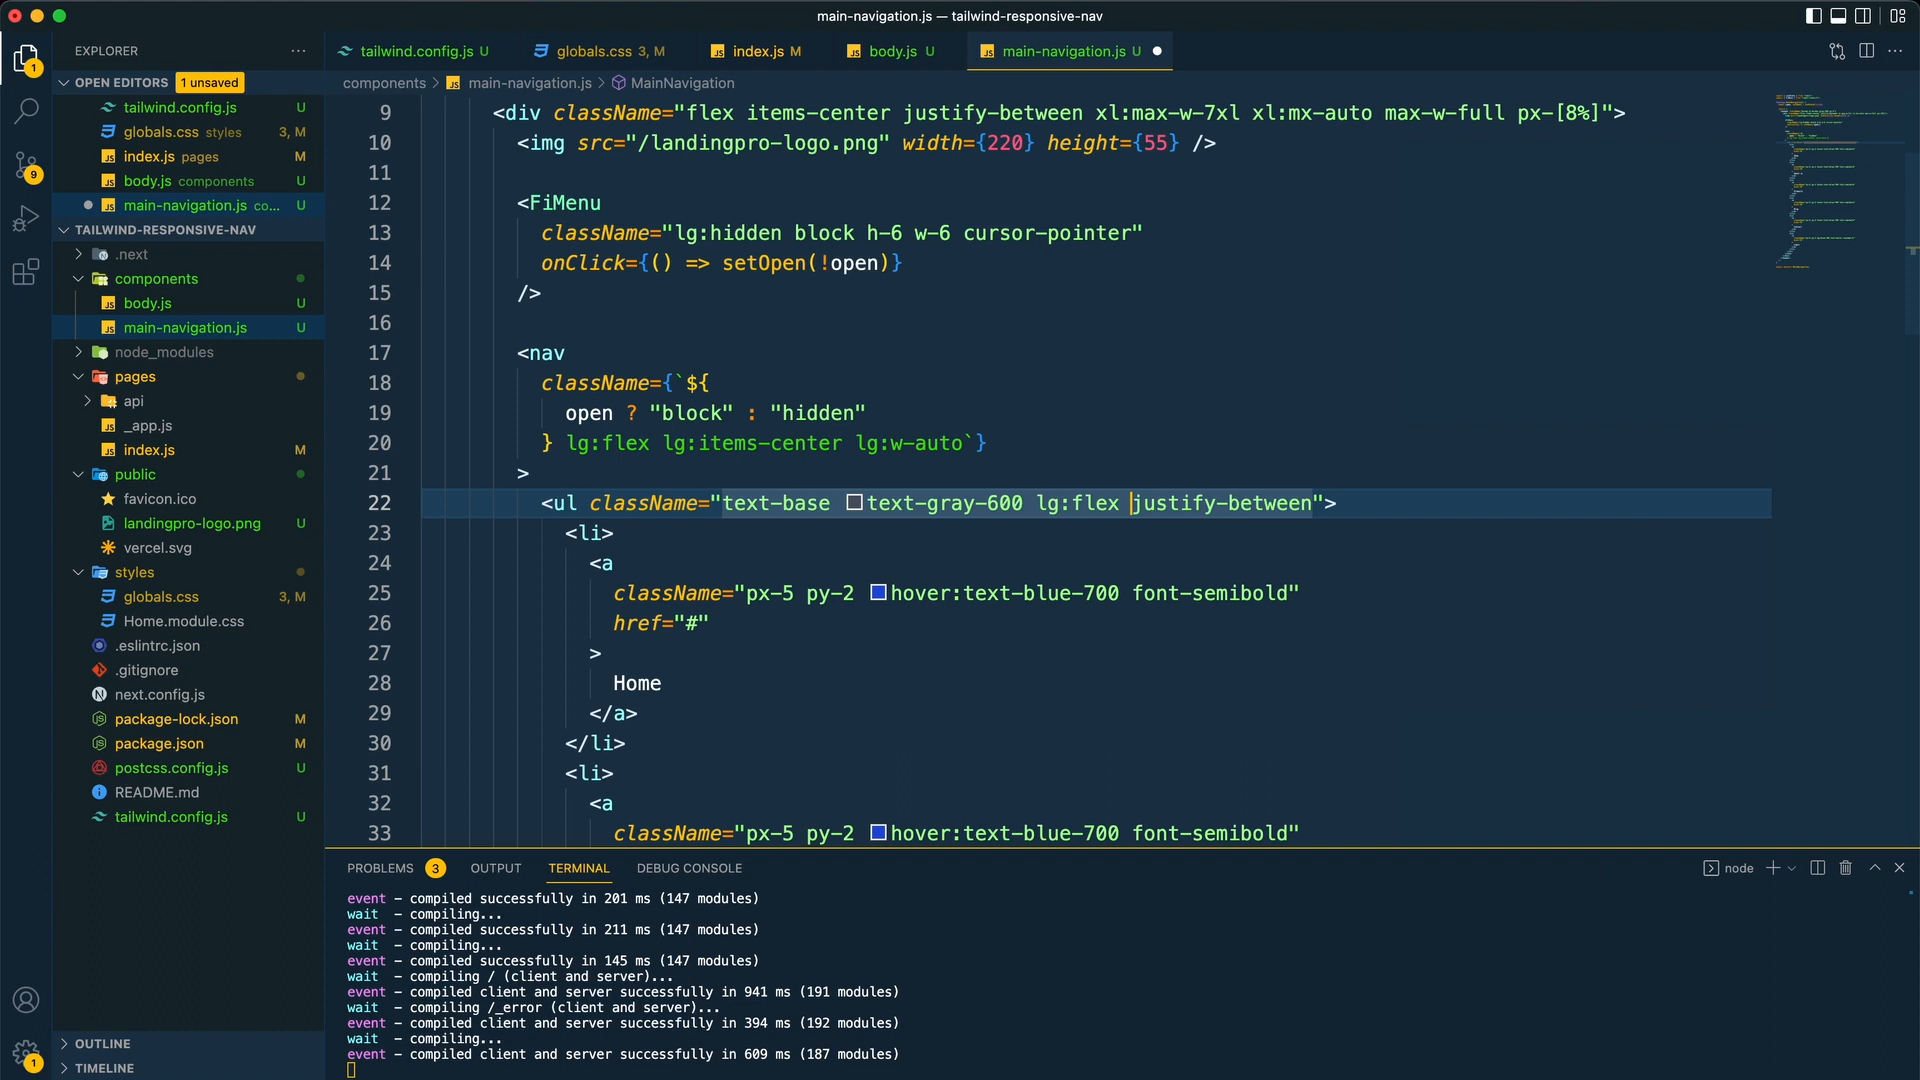 main-navigation.js — tailwind-responsive-nav
EXPLORER
OPEN EDITORS 1 unsaved
tailwind.config.js U
globals.css styles 3, M
index.js pages M
body.js components U
main-navigation.js co... U
TAILWIND-RESPONSIVE-NAV
.next
components
body.js U
main-navigation.js U
node_modules
pages
api
_app.js
index.js M
public
favicon.ico
landingpro-logo.png U
vercel.svg
styles
globals.css 3, M
Home.module.css
.eslintrc.json
.gitignore
next.config.js
package-lock.json M
package.json M
postcss.config.js U
README.md
tailwind.config.js U
OUTLINE
TIMELINE
1
9
1
tailwind.config.js U globals.css 3, M index.js M body.js U main-navigation.js U
components > main-navigation.js > MainNavigation
9 <div className="flex items-center justify-between xl:max-w-7xl xl:mx-auto max-w-full px-[8%]">
10 <img src="/landingpro-logo.png" width={220} height={55} />
11
12 <FiMenu
13 className="lg:hidden block h-6 w-6 cursor-pointer"
14 onClick={() => setOpen(!open)}
15 />
16
17 <nav
18 className={`${
19 open ? "block" : "hidden"
20 } lg:flex lg:items-center lg:w-auto`}
21 >
22 <ul className="text-base text-gray-600 lg:flex justify-between">
23 <li>
24 <a
25 className="px-5 py-2 hover:text-blue-700 font-semibold"
26 href="#"
27 >
28 Home
29 </a>
30 </li>
31 <li>
32 <a
33 className="px-5 py-2 hover:text-blue-700 font-semibold"
PROBLEMS 3 OUTPUT TERMINAL DEBUG CONSOLE node
event - compiled successfully in 201 ms (147 modules)
wait - compiling...
event - compiled successfully in 211 ms (147 modules)
wait - compiling...
event - compiled successfully in 145 ms (147 modules)
wait - compiling / (client and server)...
event - compiled client and server successfully in 941 ms (191 modules)
wait - compiling /_error (client and server)...
event - compiled client and server successfully in 394 ms (192 modules)
wait - compiling...
event - compiled client and server successfully in 609 ms (187 modules)